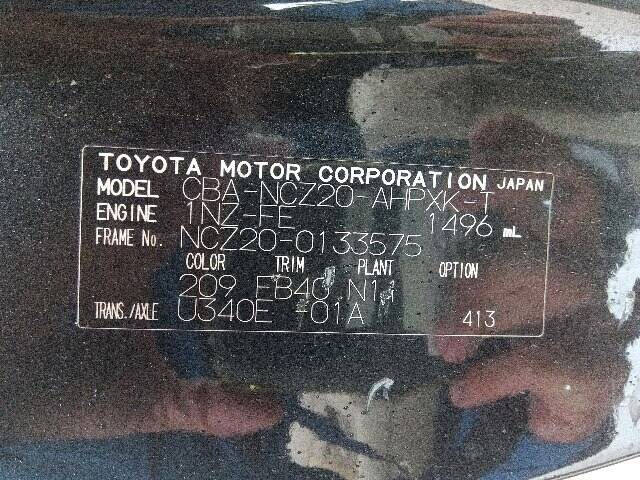 TOYOTA MOTOR CORPORATION JAPAN
MODEL CBA-NCZ20-AHPXK-T
ENGINE 1NZ-FE 1496 mL
FRAME No. NCZ20-0133575
COLOR TRIM PLANT OPTION
209 FB40 N11
TRANS./AXLE U340E -01A 413